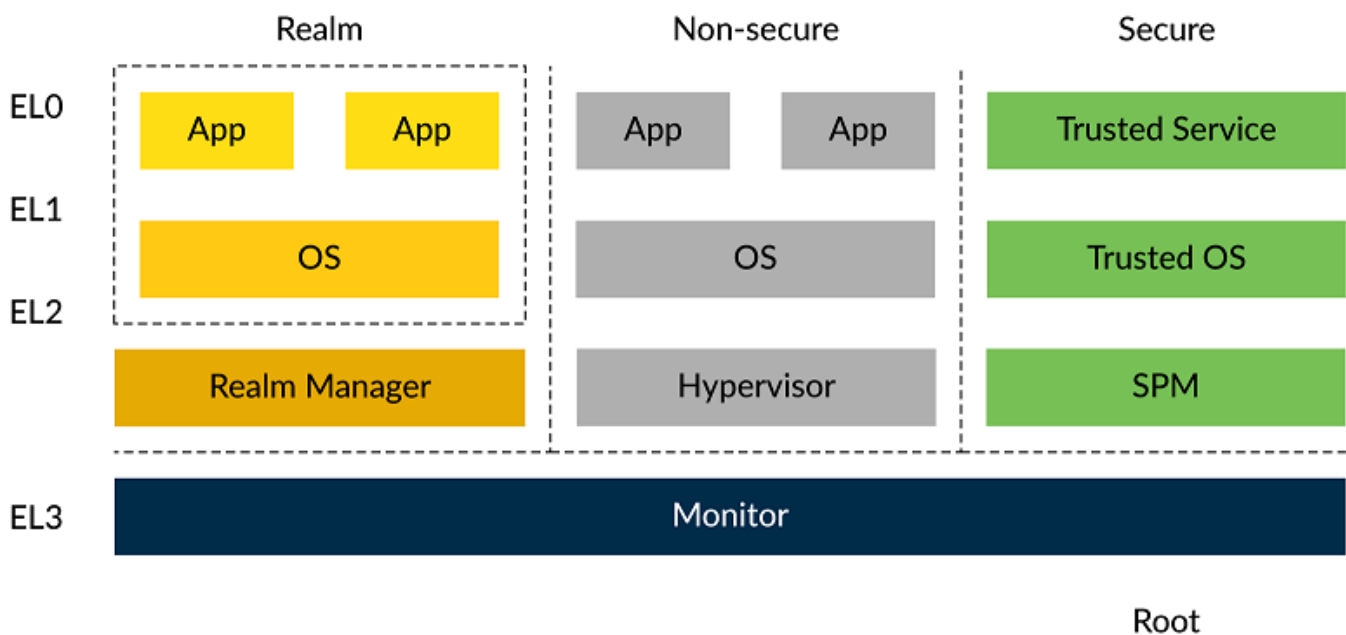 Realm Non-secure Secure
EL0
App App App App Trusted Service
EL1
OS OS Trusted OS
EL2
Realm Manager Hypervisor SPM
EL3 Monitor
Root